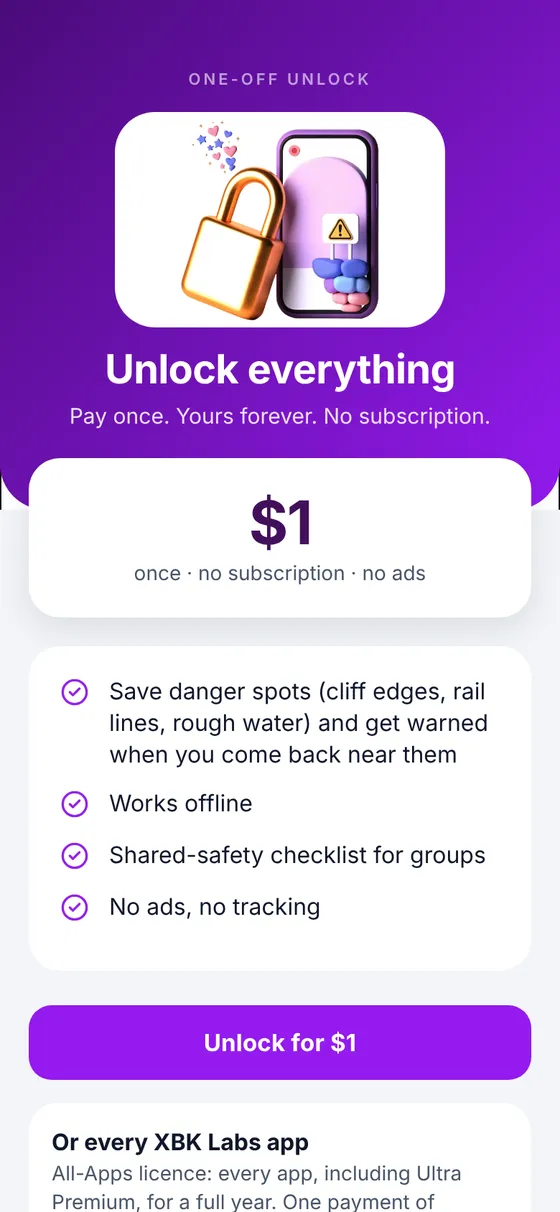 ONE-OFF UNLOCK
Unlock everything
Pay once. Yours forever. No subscription.
$1
once · no subscription · no ads
Save danger spots (cliff edges, rail
lines, rough water) and get warned
when you come back near them
Works offline
Shared-safety checklist for groups
No ads, no tracking
Unlock for $1
Or every XBK Labs app
All-Apps licence: every app, including Ultra
Premium, for a full year. One payment of